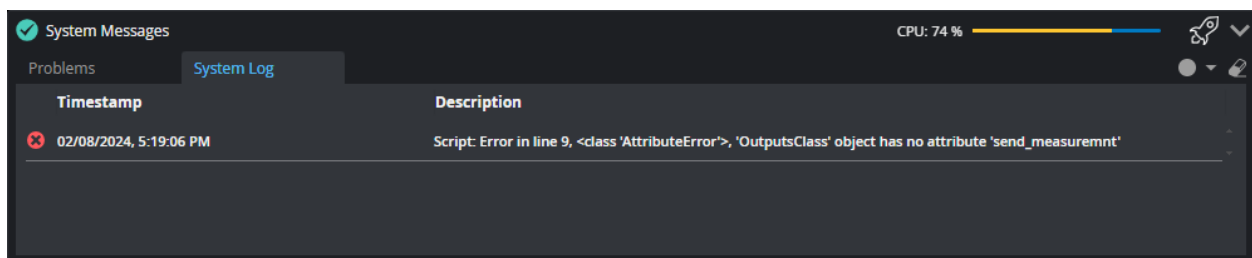 System Messages CPU: 74 %
Problems System Log
Timestamp Description
02/08/2024, 5:19:06 PM Script: Error in line 9, <class 'AttributeError'>, 'OutputsClass' object has no attribute 'send_measuremnt'